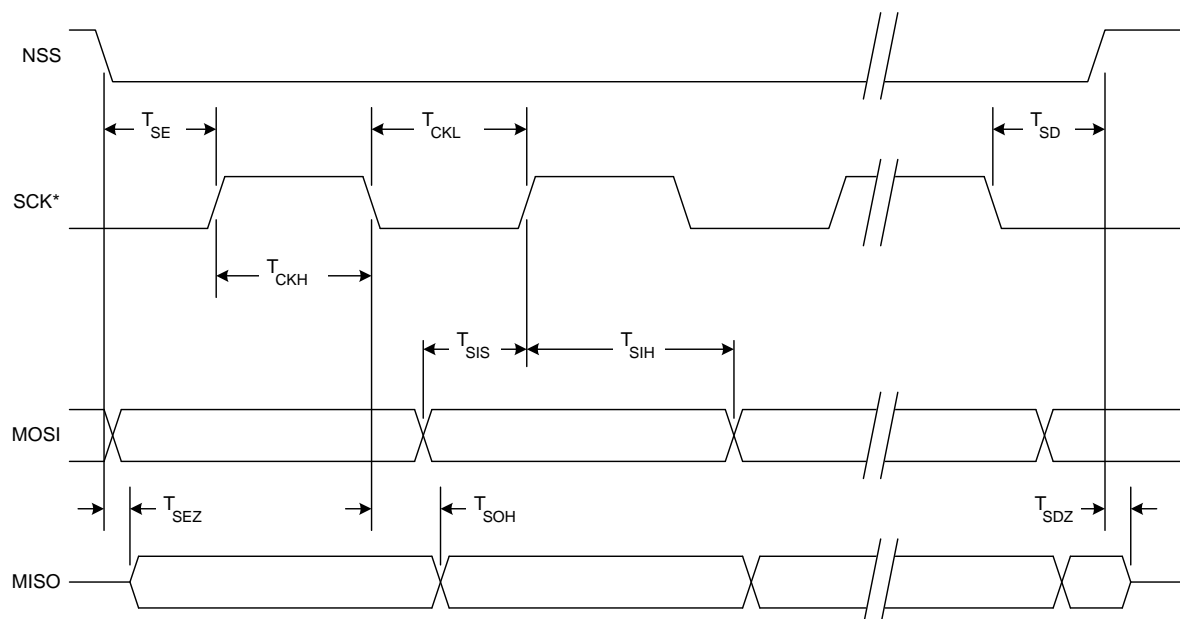 NSS
T_SE
T_CKL
T_SD
SCK*
T_CKH
T_SIS
T_SIH
MOSI
T_SEZ
T_SOH
T_SDZ
MISO